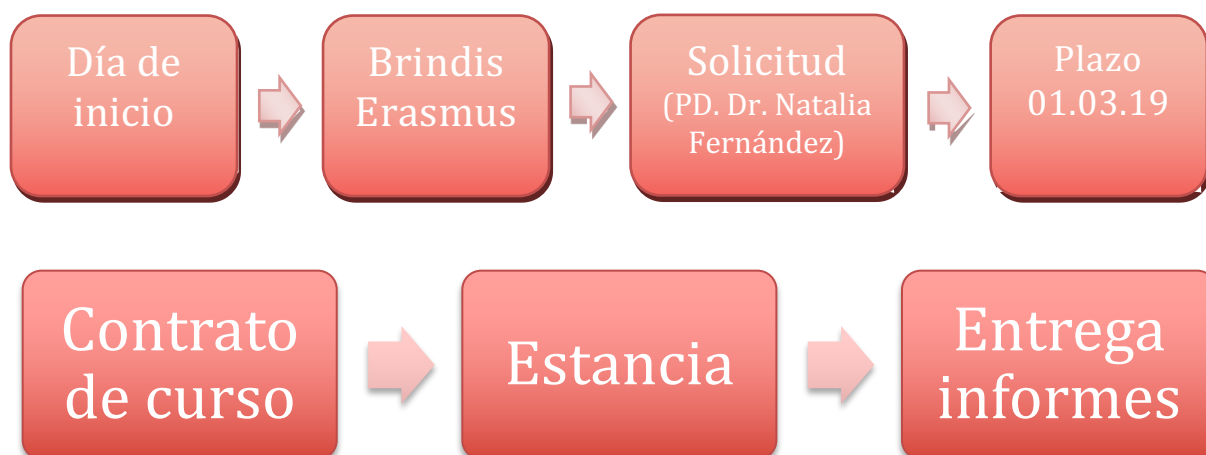 Día de
inicio
Brindis
Erasmus
Solicitud
(PD. Dr. Natalia
Fernández)
Plazo
01.03.19
Contrato
de curso
Estancia
Entrega
informes